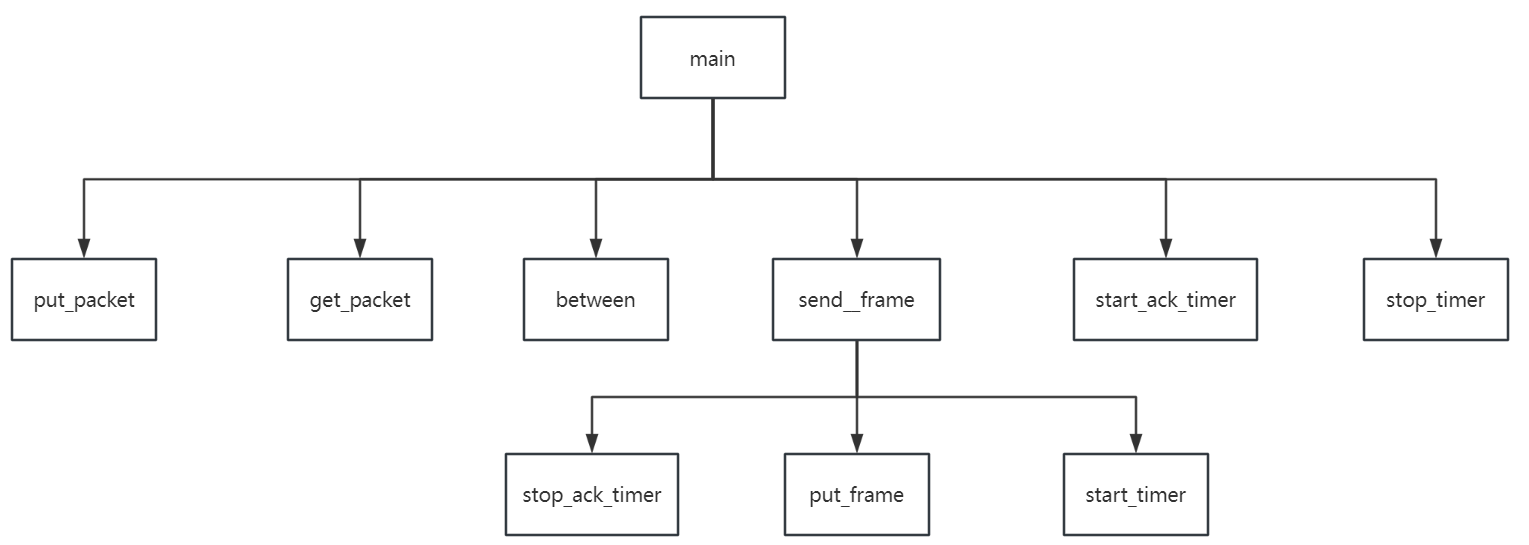 main
put_packet
get_packet
between
send__frame
start_ack_timer
stop_timer
stop_ack_timer
put_frame
start_timer